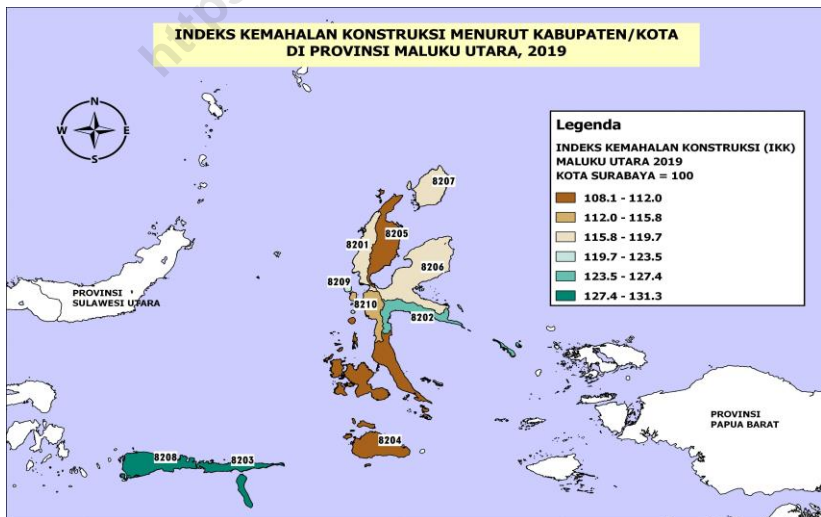 https
INDEKS KEMAHALAN KONSTRUKSI MENURUT KABUPATEN/KOTA
DI PROVINSI MALUKU UTARA, 2019
N
W E
S
Legenda
INDEKS KEMAHALAN KONSTRUKSI (IKK)
MALUKU UTARA 2019
KOTA SURABAYA = 100
108.1 - 112.0
112.0 - 115.8
115.8 - 119.7
119.7 - 123.5
123.5 - 127.4
127.4 - 131.3
8207
8205
8201
8206
8209
8210
8202
PROVINSI
SULAWESI UTARA
PROVINSI
PAPUA BARAT
8204
8208
8203